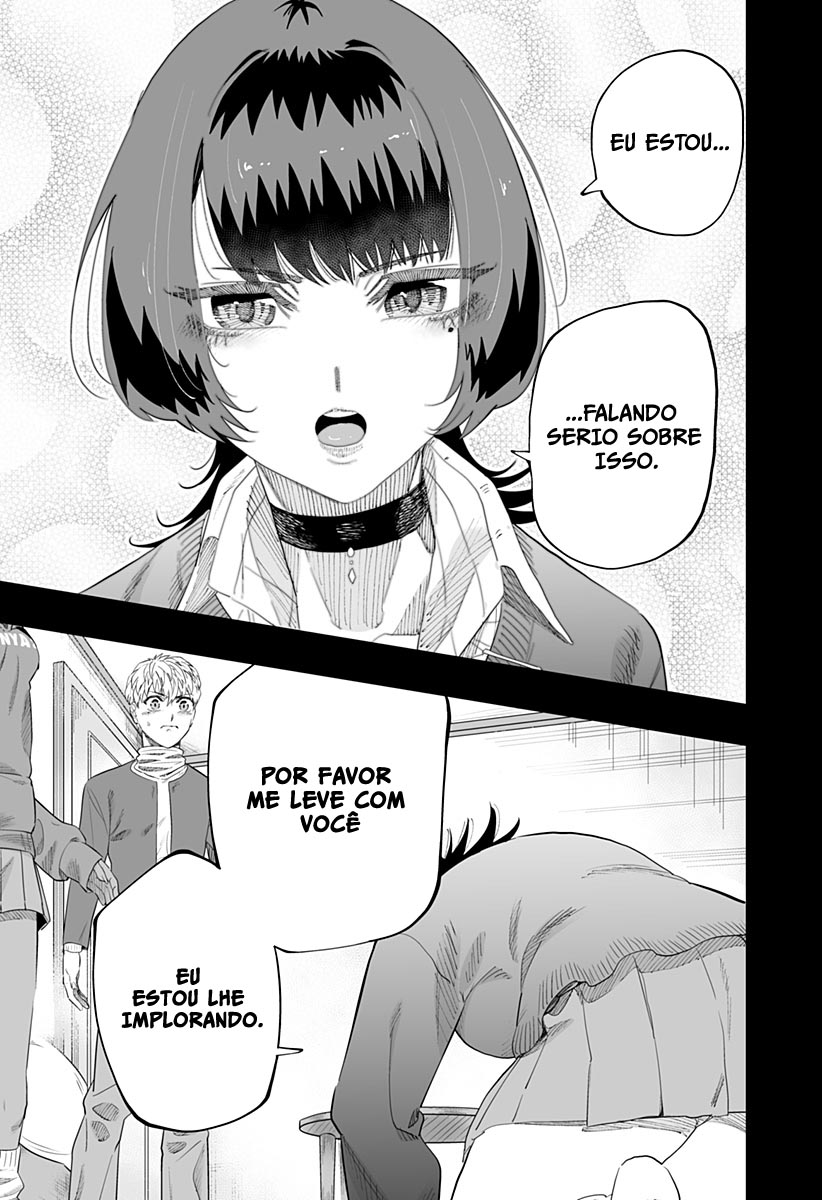 EU ESTOU...
...FALANDO
SERIO SOBRE
ISSO.
POR FAVOR
ME LEVE COM
VOCÊ
EU
ESTOU LHE
IMPLORANDO.